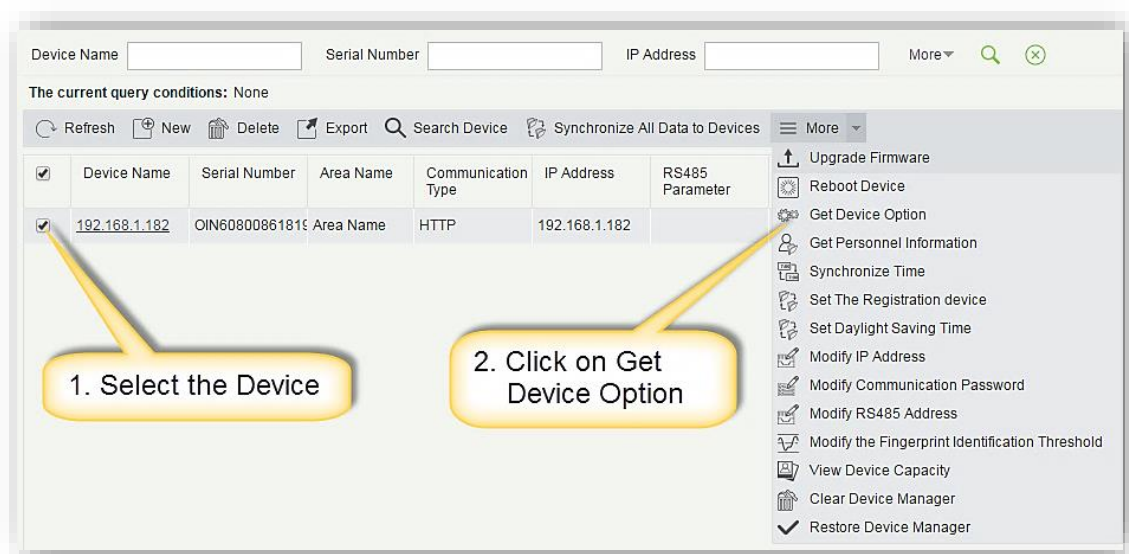 Device Name Serial Number IP Address More
The current query conditions: None
Refresh New Delete Export Search Device Synchronize All Data to Devices More
Device Name Serial Number Area Name Communication Type IP Address RS485 Parameter
192.168.1.182 OIN60800861819 Area Name HTTP 192.168.1.182
Upgrade Firmware
Reboot Device
Get Device Option
Get Personnel Information
Synchronize Time
Set The Registration device
Set Daylight Saving Time
Modify IP Address
Modify Communication Password
Modify RS485 Address
Modify the Fingerprint Identification Threshold
View Device Capacity
Clear Device Manager
Restore Device Manager
1. Select the Device
2. Click on Get
Device Option